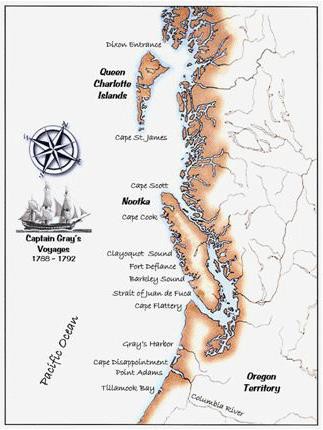 Dixon Entrance
Queen
Charlotte
Islands
Cape St. James
Cape Scott
Nootka
Cape Cook
Captain Gray's
Voyages
1788 - 1792
Clayoquot Sound
Fort Defiance
Barkley Sound
Strait of Juan de Fuca
Cape Flattery
Pacific Ocean
Gray's Harbor
Cape Disappointment
Point Adams
Tillamook Bay
Oregon
Territory
Columbia River